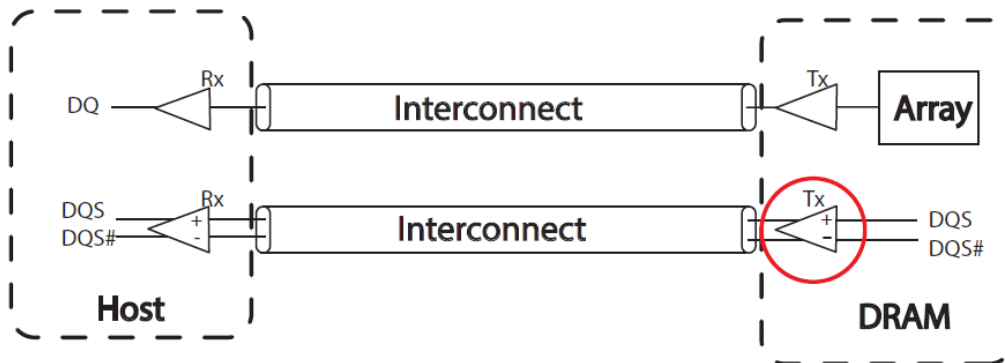 Rx
Tx
DQ
Interconnect
Array
Rx
Tx
DQS
+
Interconnect
+
DQS
DQS#
-
–
DQS#
Host
DRAM